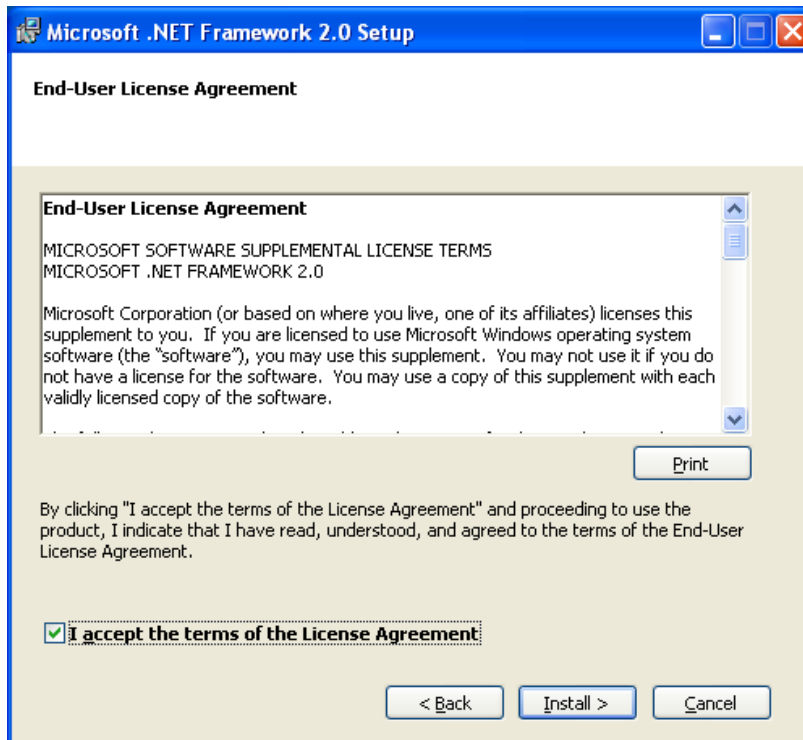 Microsoft .NET Framework 2.0 Setup
End-User License Agreement
End-User License Agreement
MICROSOFT SOFTWARE SUPPLEMENTAL LICENSE TERMS
MICROSOFT .NET FRAMEWORK 2.0
Microsoft Corporation (or based on where you live, one of its affiliates) licenses this
supplement to you.  If you are licensed to use Microsoft Windows operating system
software (the “software”), you may use this supplement.  You may not use it if you do
not have a license for the software.  You may use a copy of this supplement with each
validly licensed copy of the software.
Print
By clicking "I accept the terms of the License Agreement" and proceeding to use the
product, I indicate that I have read, understood, and agreed to the terms of the End-User
License Agreement.
I accept the terms of the License Agreement
< Back
Install >
Cancel